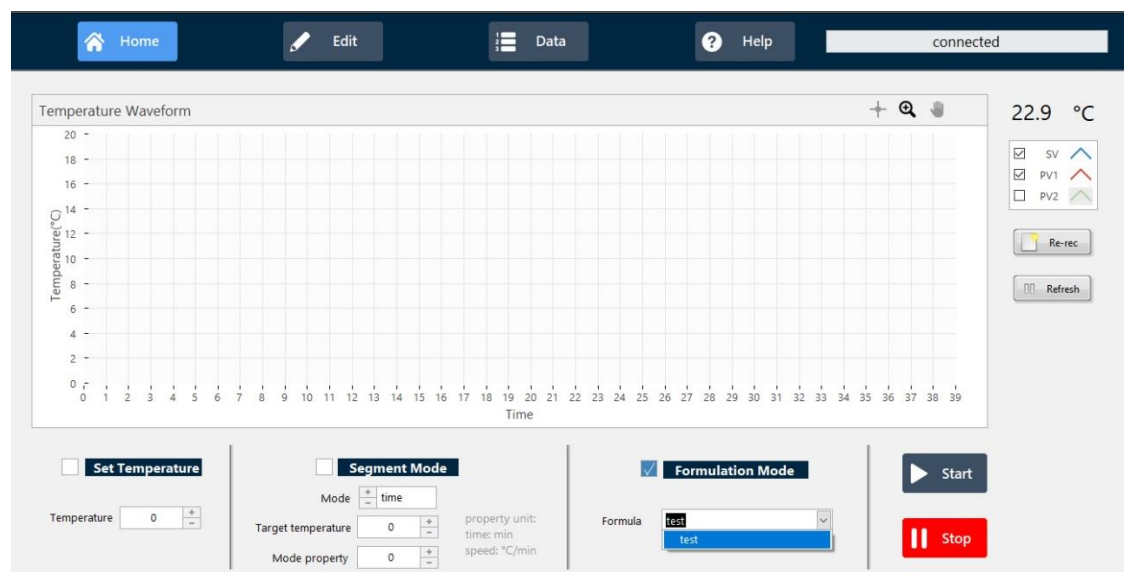 Home Edit Data Help connected
Temperature Waveform
22.9 °C
20
18
16
14
12
10
8
6
4
2
0
Temperature(°C)
0 1 2 3 4 5 6 7 8 9 10 11 12 13 14 15 16 17 18 19 20 21 22 23 24 25 26 27 28 29 30 31 32 33 34 35 36 37 38 39
Time
SV
PV1
PV2
Re-rec
Refresh
Set Temperature
Temperature 0
Segment Mode
Mode time
Target temperature 0
Mode property 0
property unit:
time: min
speed: °C/min
Formulation Mode
Formula test
test
Start
Stop